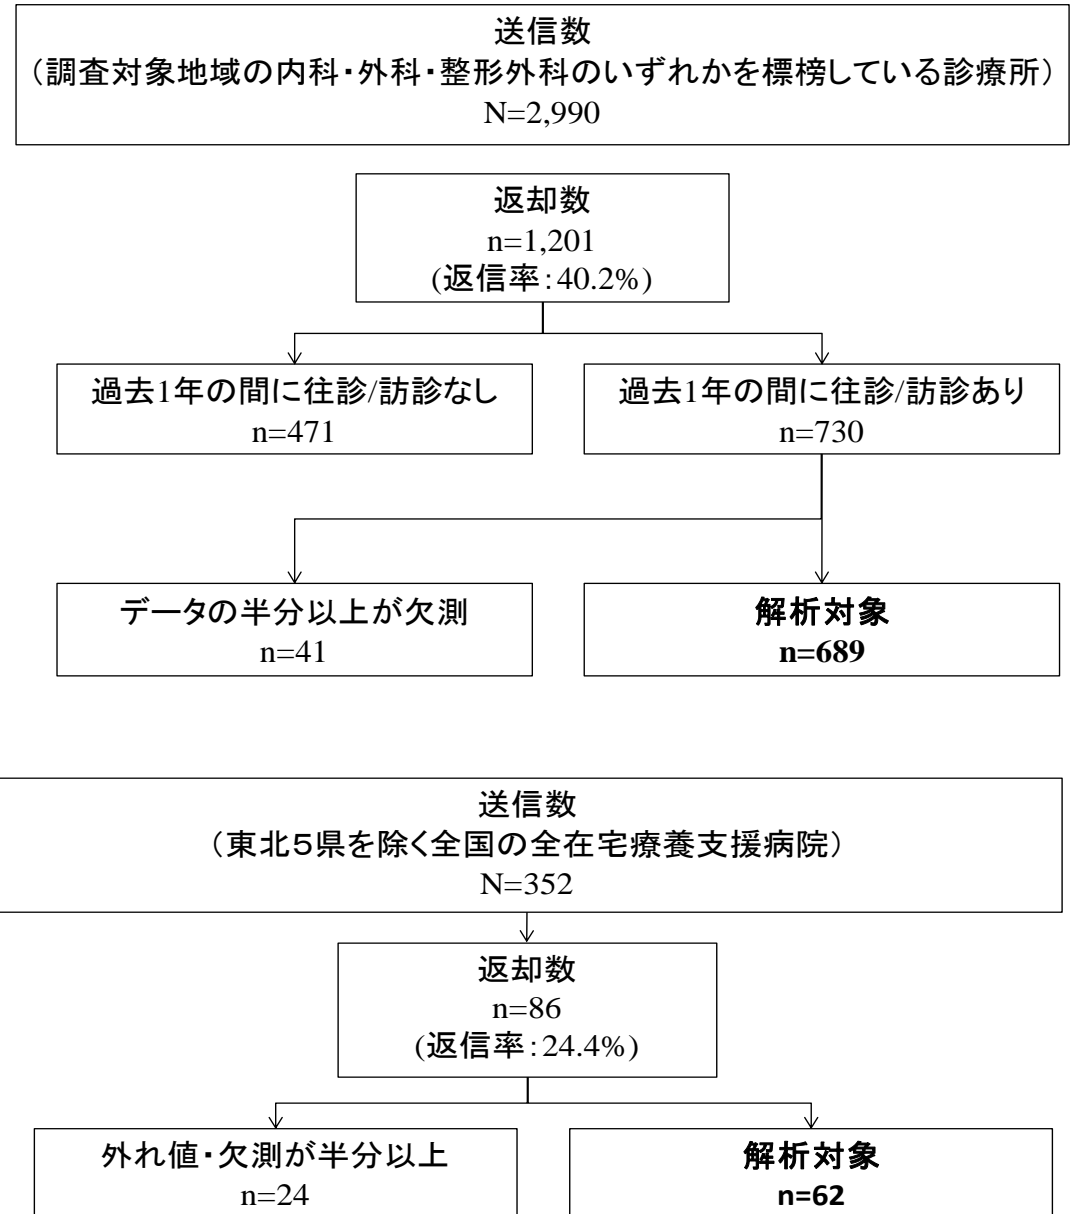 送信数
（調査対象地域の内科・外科・整形外科のいずれかを標榜している診療所）
N=2,990
返却数
n=1,201
(返信率：40.2%)
過去1年の間に往診/訪診なし
n=471
過去1年の間に往診/訪診あり
n=730
データの半分以上が欠測
n=41
解析対象
n=689
送信数
（東北５県を除く全国の全在宅療養支援病院）
N=352
返却数
n=86
(返信率：24.4%)
外れ値・欠測が半分以上
n=24
解析対象
n=62